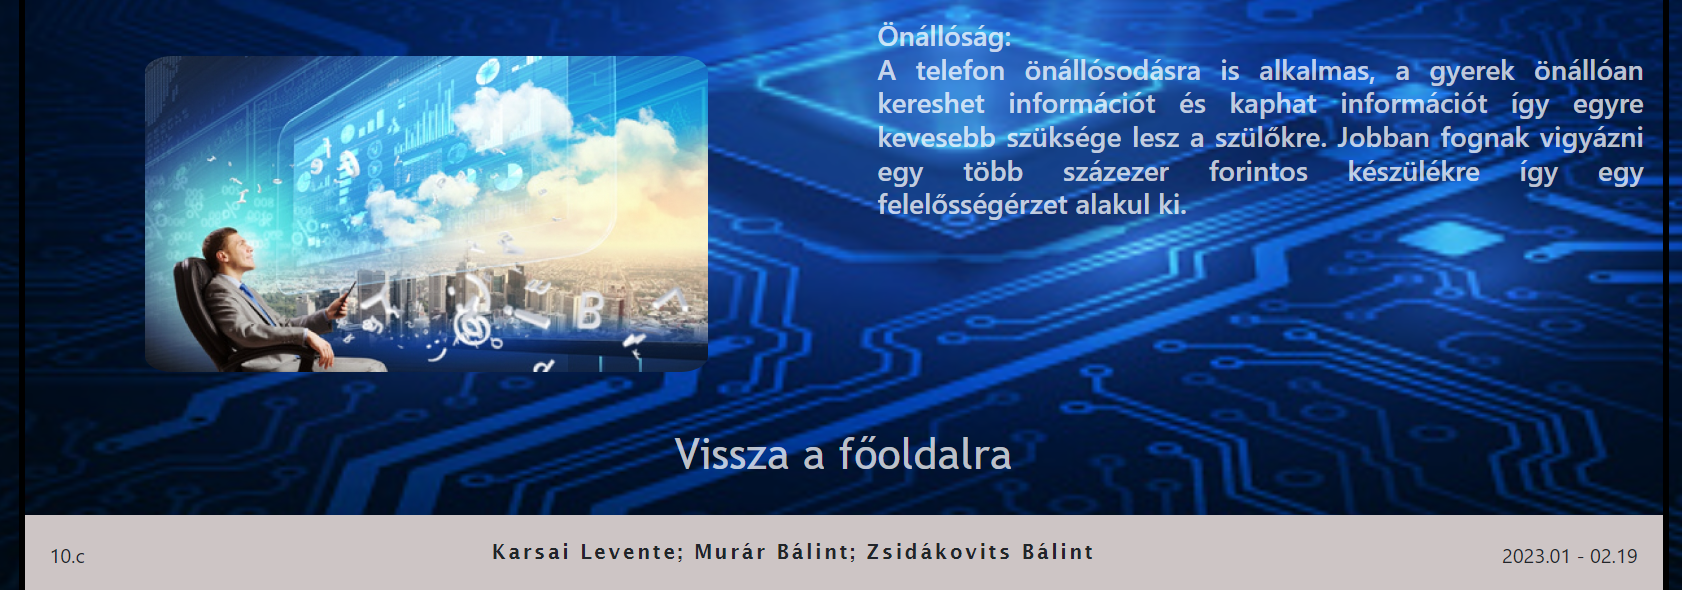 Önállóság:
A telefon önállósodásra is alkalmas, a gyerek önállóan
kereshet információt és kaphat információt így egyre
kevesebb szüksége lesz a szülőkre. Jobban fognak vigyázni
egy több százezer forintos készülékre így egy
felelősségérzet alakul ki.
Vissza a főoldalra
10.c
Karsai Levente; Murár Bálint; Zsidákovits Bálint
2023.01 - 02.19